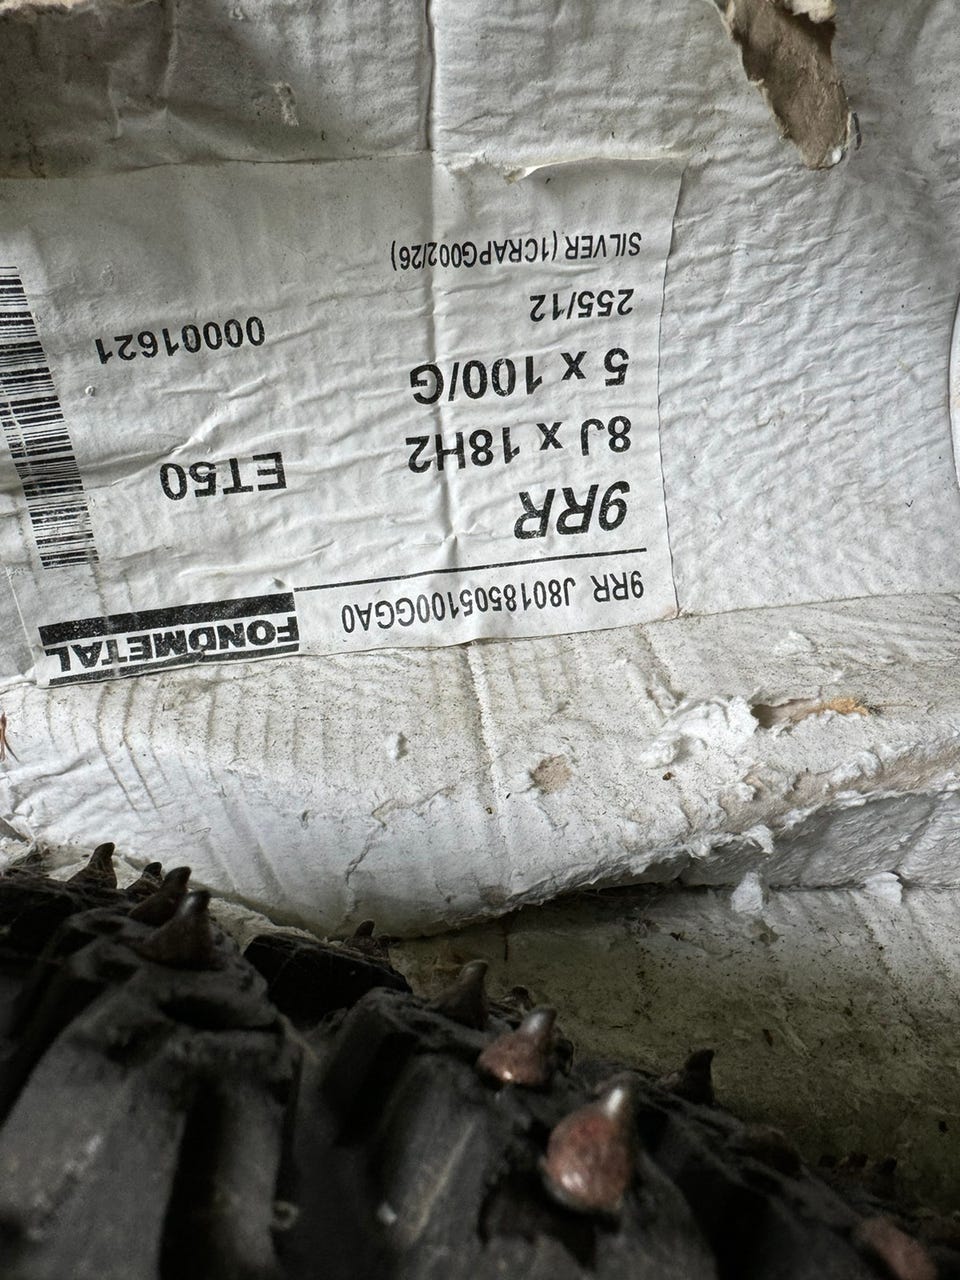 FONDMETAL
9RR J8018505100GGA0
9RR
8J x 18H2 ET50
5 x 100/G
255/12 00001621
SILVER (1CRAPG002/26)